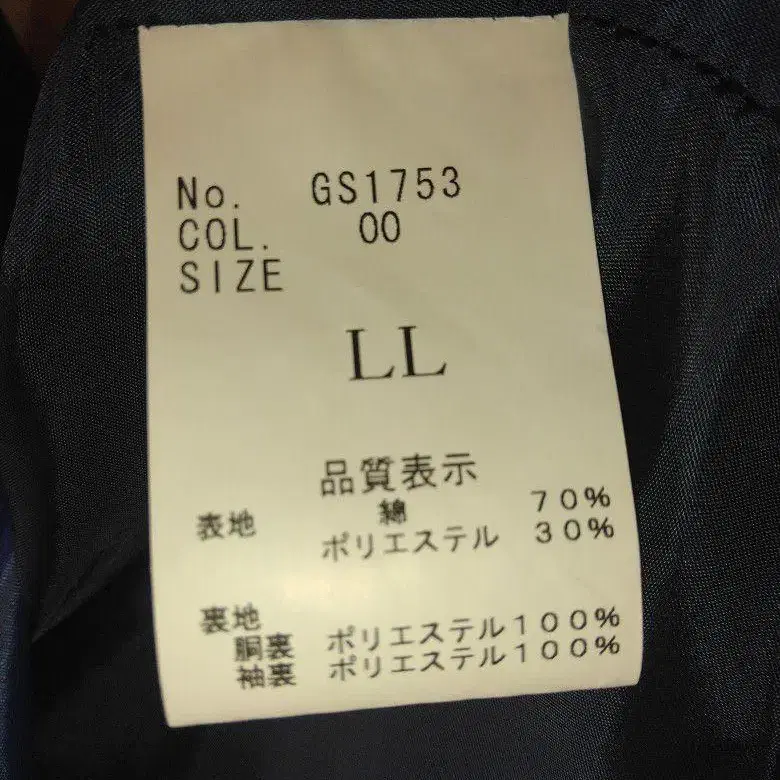 No. GS1753
COL. 00
SIZE
LL
品質表示
表地 綿 70%
ポリエステル 30%
裏地
胴裏 ポリエステル100%
袖裏 ポリエステル100%